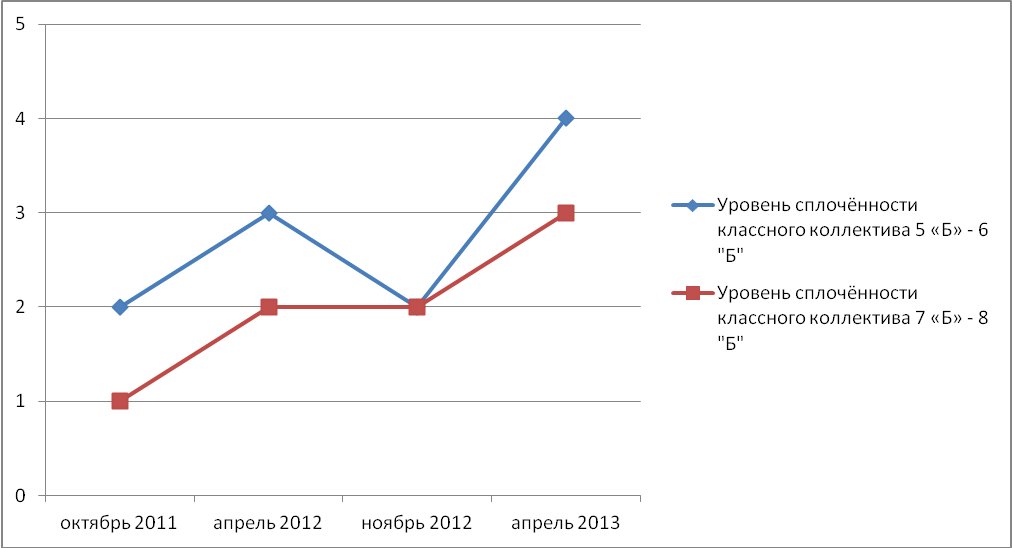 5
4
3
2
1
0
октябрь 2011
апрель 2012
ноябрь 2012
апрель 2013
Уровень сплочённости
классного коллектива 5 «Б» - 6
"Б"
Уровень сплочённости
классного коллектива 7 «Б» - 8
"Б"